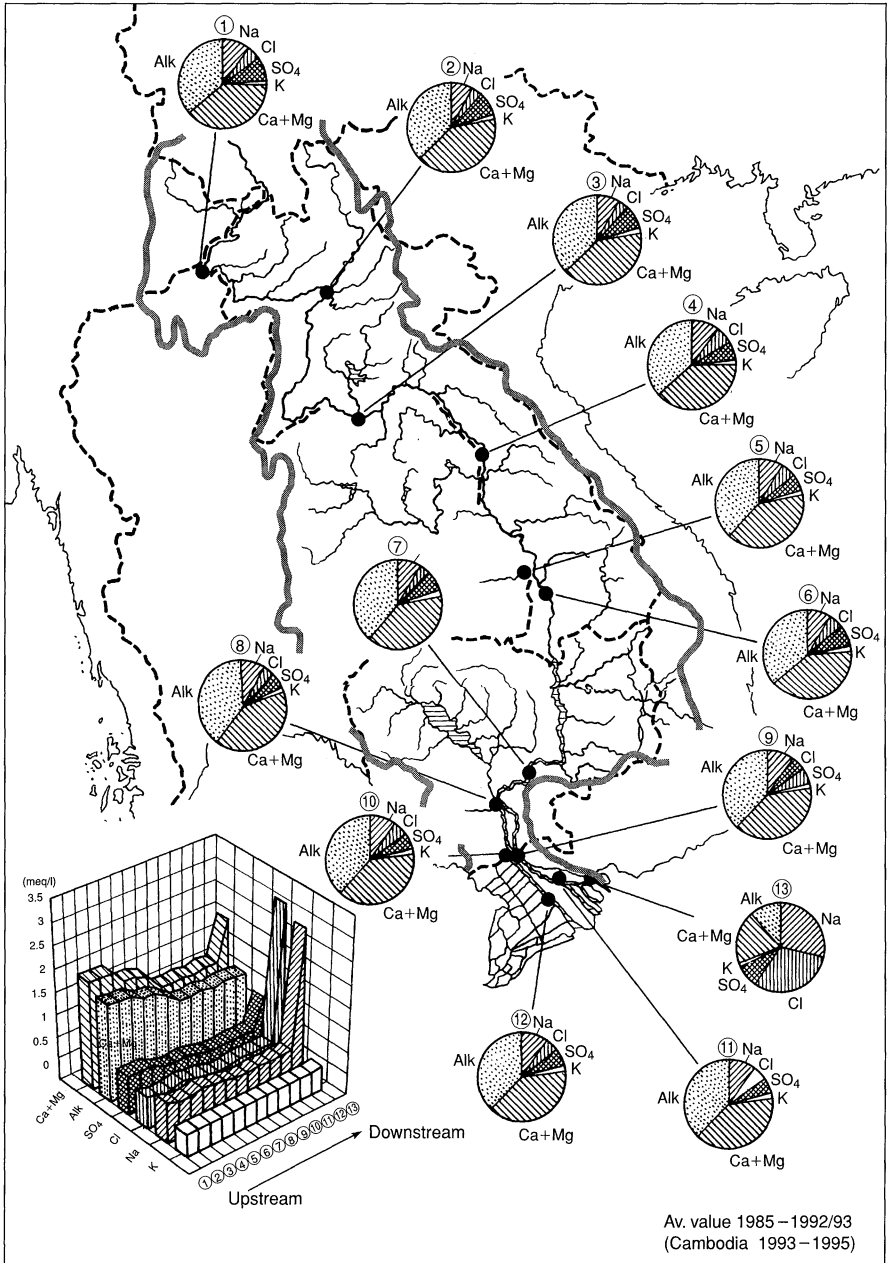 ①
Na
Cl
SO₄
K
Ca+Mg
Alk
②
Na
Cl
SO₄
K
Ca+Mg
Alk
③
Na
Cl
SO₄
K
Ca+Mg
Alk
④
Na
Cl
SO₄
K
Ca+Mg
Alk
⑤
Na
Cl
SO₄
K
Ca+Mg
Alk
⑥
Na
Cl
SO₄
K
Ca+Mg
Alk
⑦
⑧
Na
Cl
SO₄
K
Ca+Mg
Alk
⑨
Na
Cl
SO₄
K
Ca+Mg
Alk
⑩
Na
Cl
SO₄
K
Ca+Mg
Alk
⑬
Alk
Na
Ca+Mg
K
SO₄
Cl
⑫
Na
Cl
SO₄
K
Ca+Mg
Alk
⑪
Na
Cl
SO₄
K
Ca+Mg
Alk
(meq/l)
3.5
3
2.5
2
1.5
1
0.5
0
Ca+Mg
Ca+Mg
Alk
SO₄
Cl
Na
K
①②③④⑤⑥⑦⑧⑨⑩⑪⑫⑬
Downstream
Upstream
Av. value 1985–1992/93
(Cambodia 1993–1995)